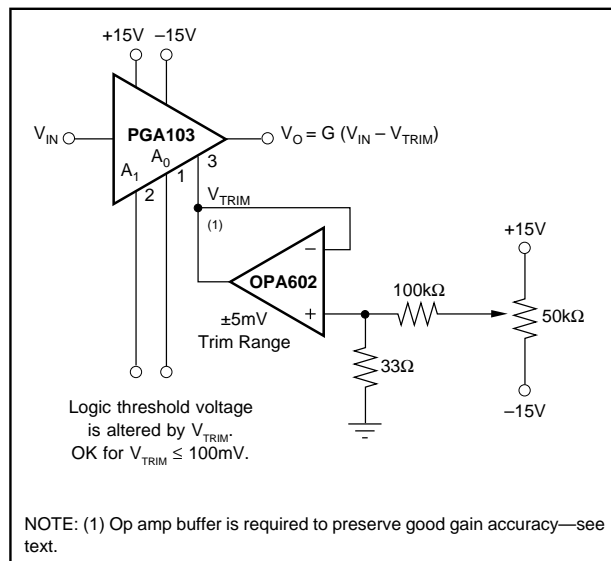 +15V –15V
PGA103
V_IN
V_O = G (V_IN – V_TRIM)
A_1
A_0
3
1
2
V_TRIM
(1)
+15V
–
OPA602
+
100kΩ
50kΩ
±5mV
Trim Range
33Ω
–15V
Logic threshold voltage
is altered by V_TRIM.
OK for V_TRIM ≤ 100mV.
NOTE: (1) Op amp buffer is required to preserve good gain accuracy—see
text.